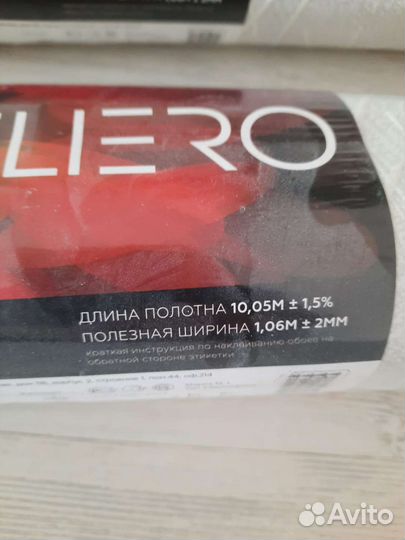 LIERO
ДЛИНА ПОЛОТНА 10,05М ± 1,5%
ПОЛЕЗНАЯ ШИРИНА 1,06М ± 2ММ
краткая инструкция по наклеиванию обоев на
обратной стороне этикетки
Avito